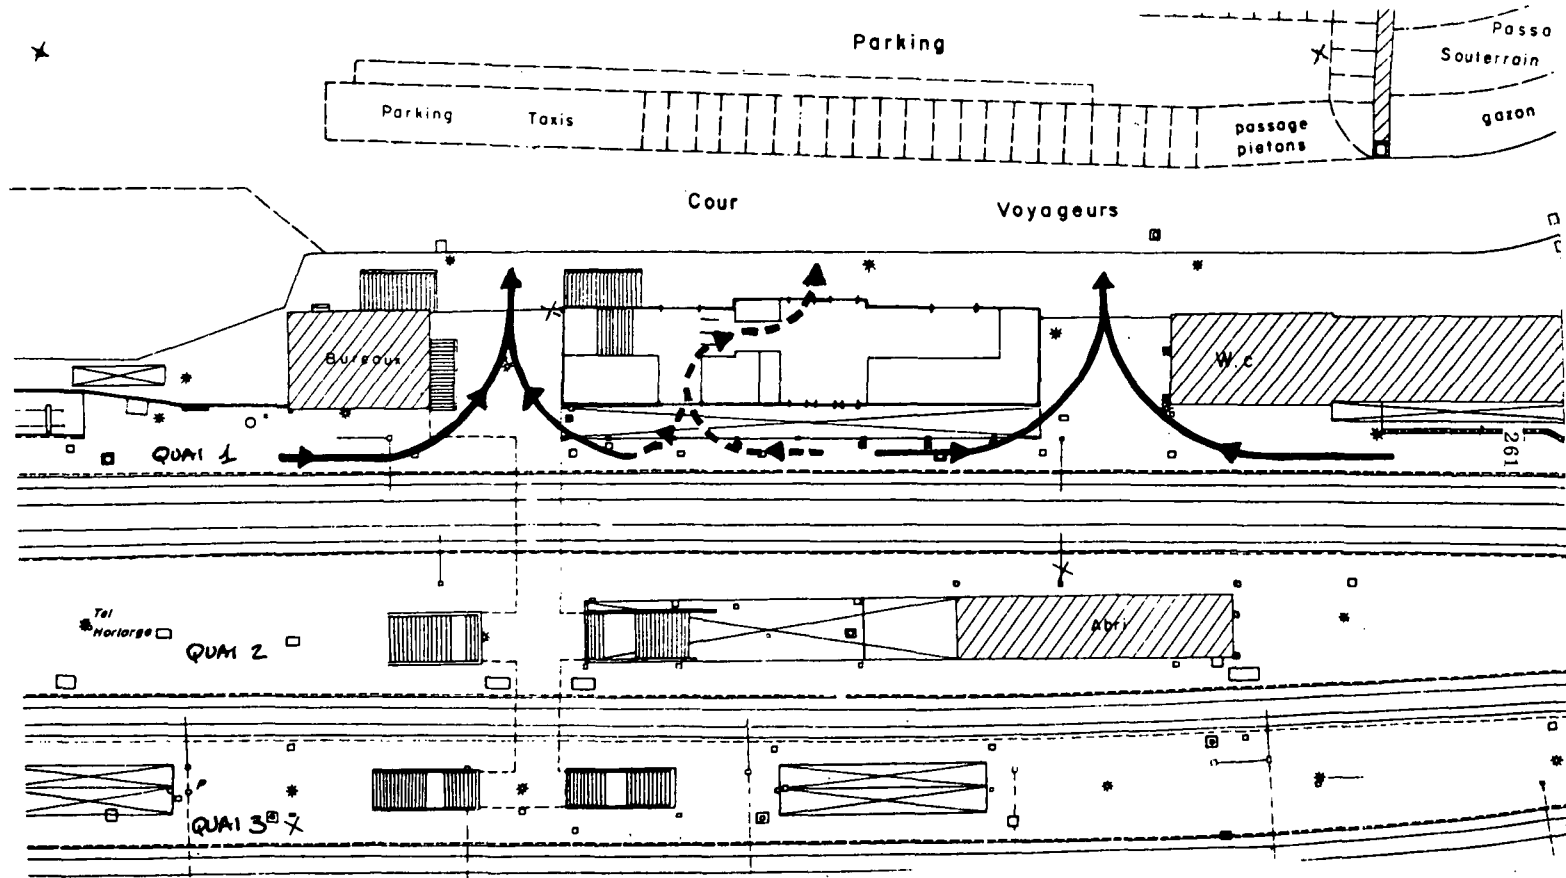 Parking
Passa
Souterrain
Parking Taxis
passage
pietons
gazon
Cour Voyageurs
Bureaux
W.c
QUAI 1
261
Tel
Horlorge
QUAI 2
Abri
P
QUAI 3